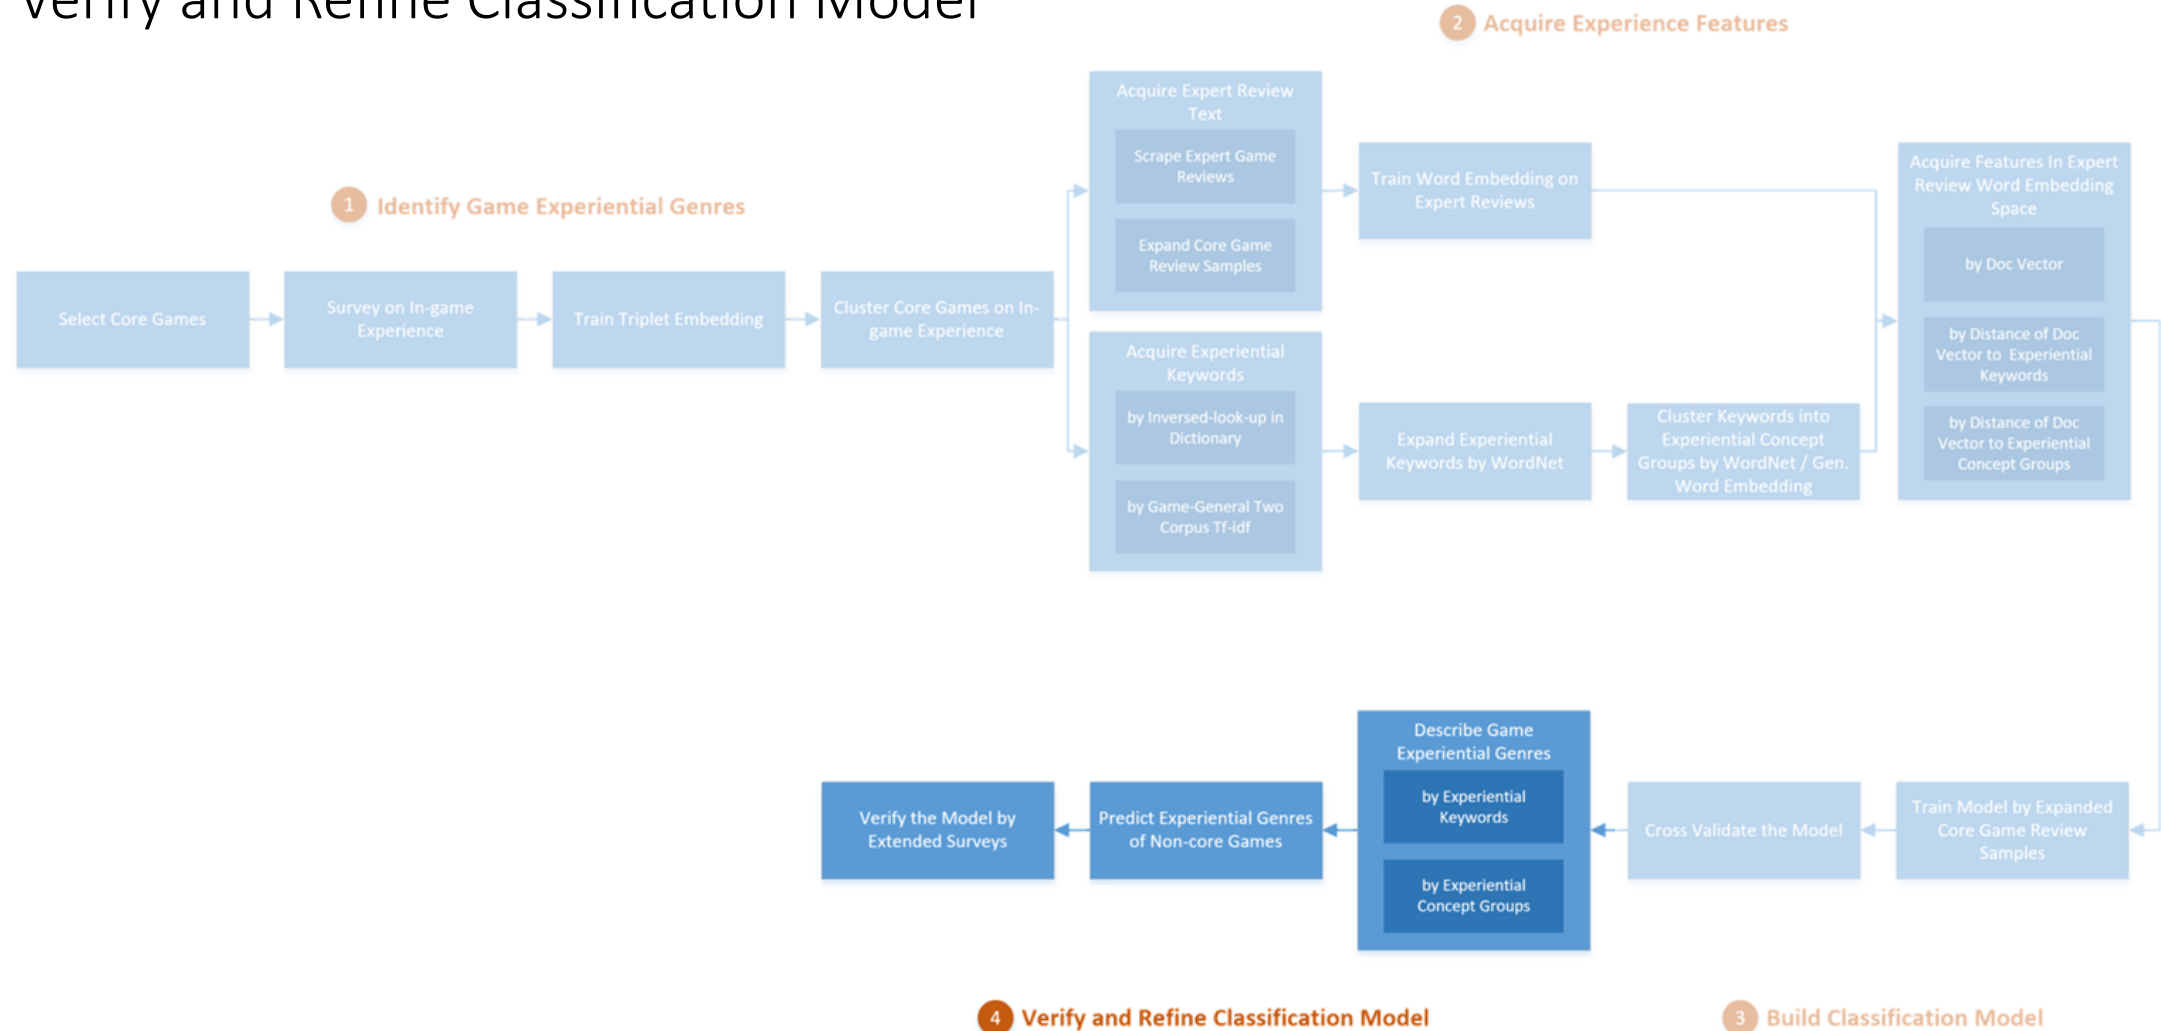 Verify and Refine Classification Model
2 Acquire Experience Features
1 Identify Game Experiential Genres
Select Core Games
Survey on In-game
Experience
Train Triplet Embedding
Cluster Core Games on In-
game Experience
Acquire Expert Review
Text
Scrape Expert Game
Reviews
Expand Core Game
Review Samples
Acquire Experiential
Keywords
by Inversed-look-up in
Dictionary
by Game-General Two
Corpus Tf-idf
Train Word Embedding on
Expert Reviews
Expand Experiential
Keywords by WordNet
Cluster Keywords into
Experiential Concept
Groups by WordNet / Gen.
Word Embedding
Acquire Features In Expert
Review Word Embedding
Space
by Doc Vector
by Distance of Doc
Vector to Experiential
Keywords
by Distance of Doc
Vector to Experiential
Concept Groups
Train Model by Expanded
Core Game Review
Samples
Cross Validate the Model
Describe Game
Experiential Genres
by Experiential
Keywords
by Experiential
Concept Groups
Predict Experiential Genres
of Non-core Games
Verify the Model by
Extended Surveys
4 Verify and Refine Classification Model
3 Build Classification Model